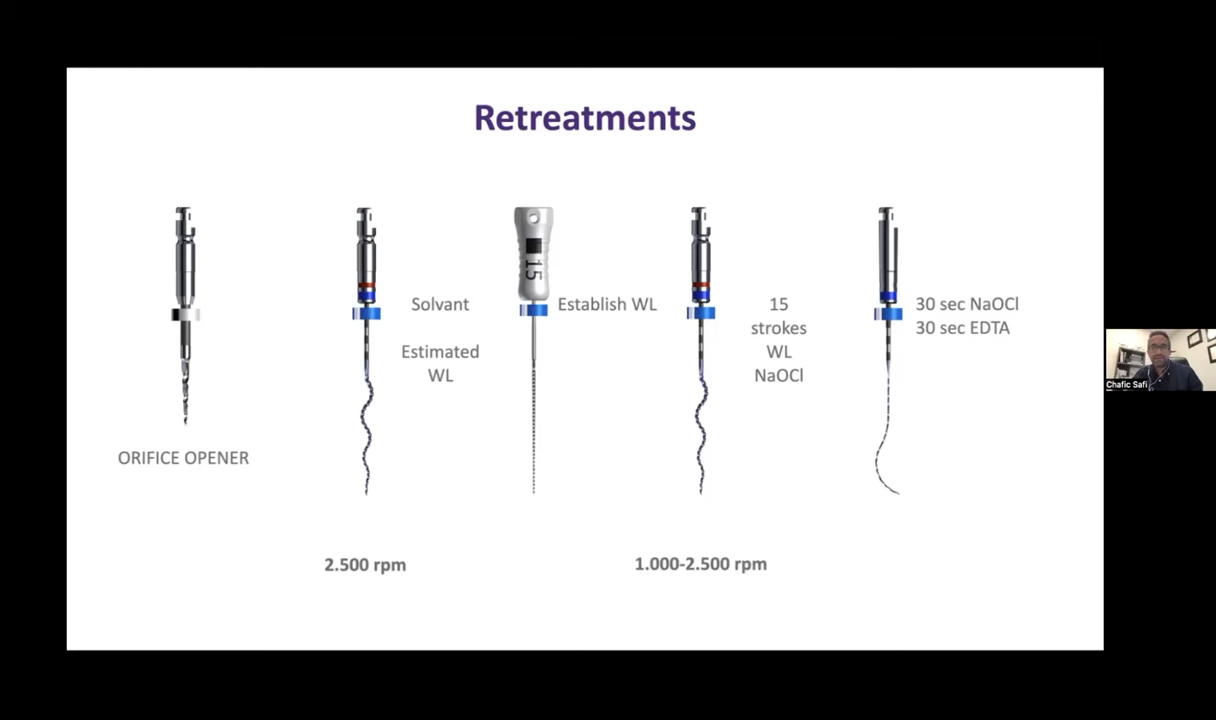 Retreatments
15
Solvant
Estimated
WL
Establish WL
15
strokes
WL
NaOCl
30 sec NaOCl
30 sec EDTA
ORIFICE OPENER
2.500 rpm
1.000-2.500 rpm
Chafic Safi